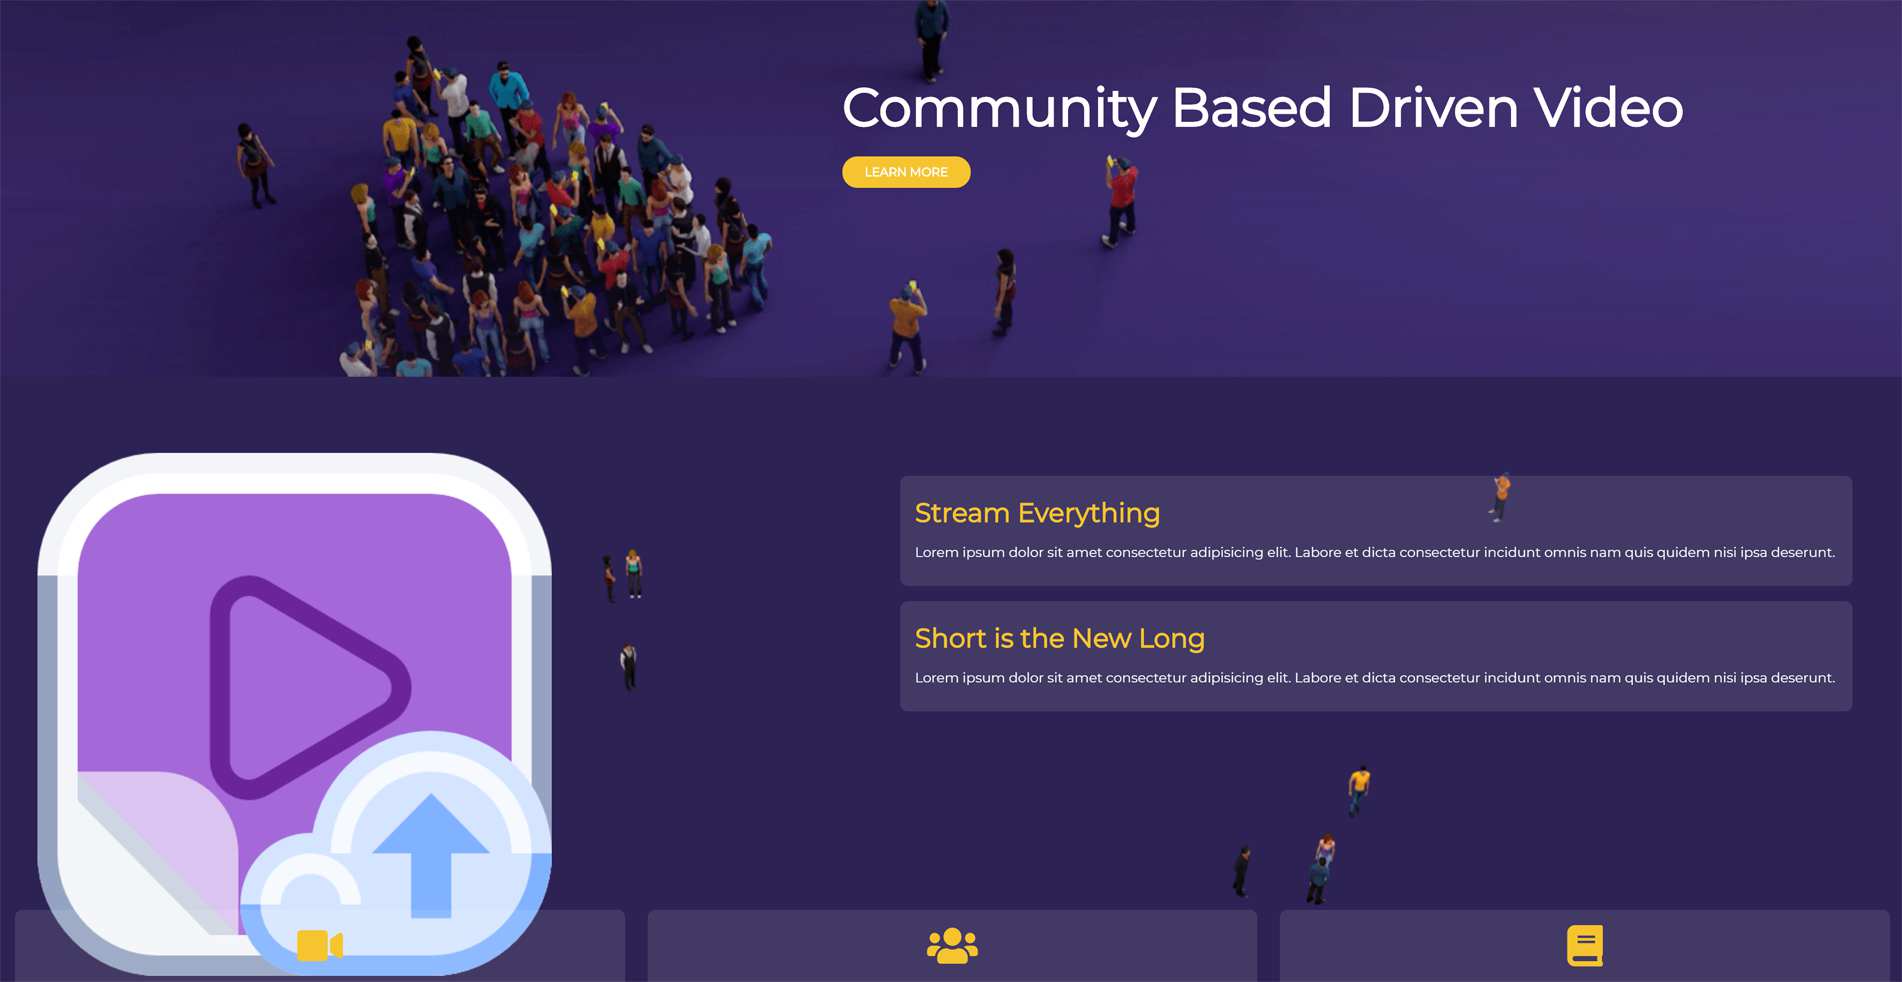 Community Based Driven Video
LEARN MORE
Stream Everything
Lorem ipsum dolor sit amet consectetur adipisicing elit. Labore et dicta consectetur incidunt omnis nam quis quidem nisi ipsa deserunt.
Short is the New Long
Lorem ipsum dolor sit amet consectetur adipisicing elit. Labore et dicta consectetur incidunt omnis nam quis quidem nisi ipsa deserunt.